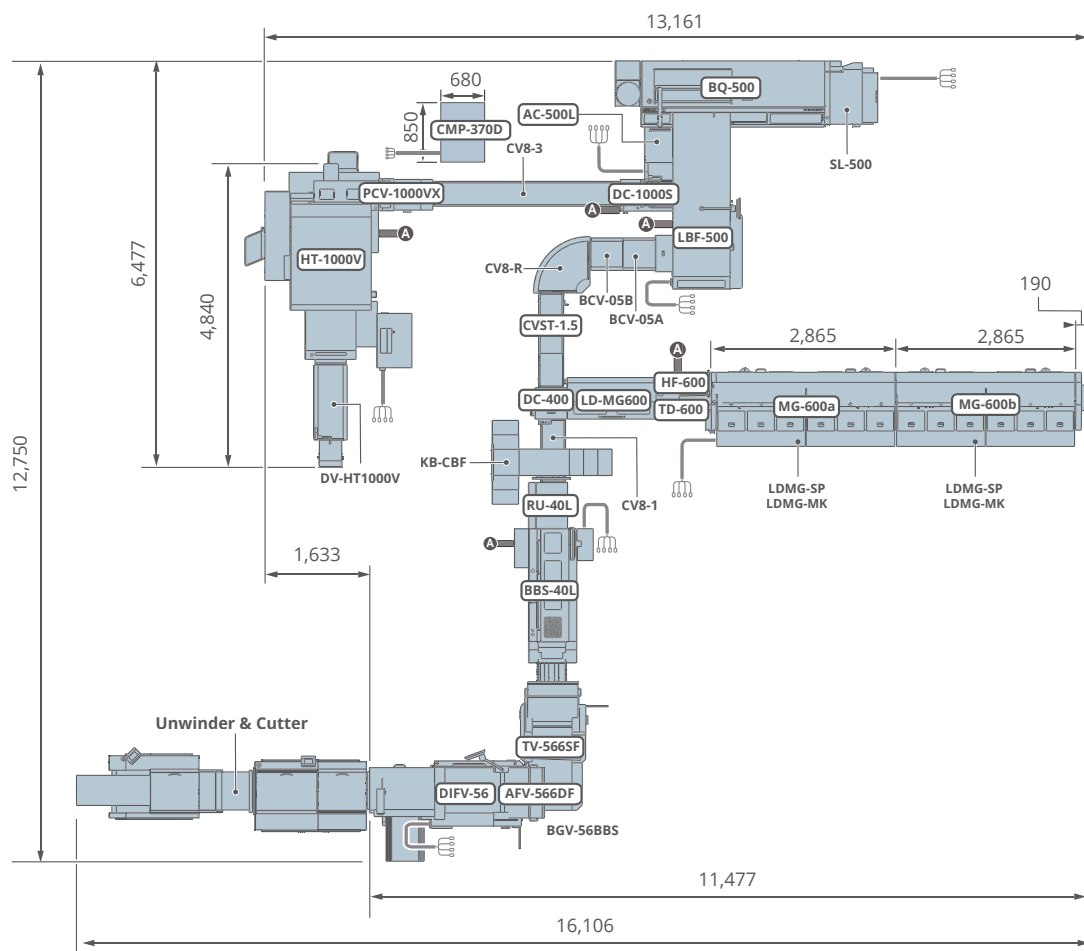 13,161
680
BQ-500
850
AC-500L
CMP-370D
CV8-3
SL-500
PCV-1000VX
DC-1000S
A
A
A
LBF-500
6,477
HT-1000V
CV8-R
4,840
BCV-05B
BCV-05A
190
CVST-1.5
2,865
2,865
A
HF-600
DC-400
LD-MG600
TD-600
MG-600a
MG-600b
12,750
KB-CBF
DV-HT1000V
CV8-1
LDMG-SP
LDMG-MK
LDMG-SP
LDMG-MK
RU-40L
A
1,633
BBS-40L
Unwinder & Cutter
TV-566SF
DIFV-56
AFV-566DF
BGV-56BBS
11,477
16,106